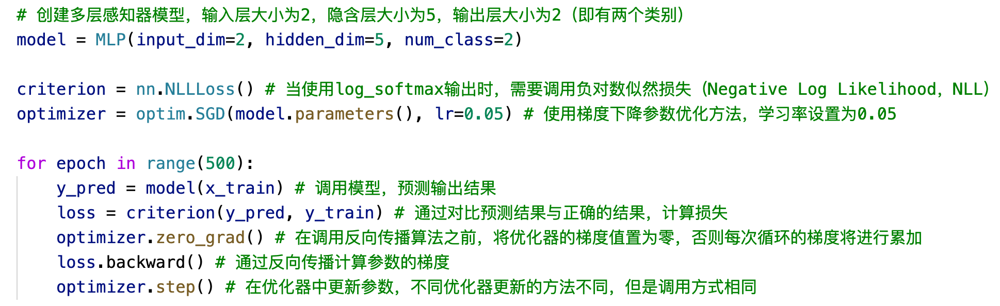 # 创建多层感知器模型，输入层大小为2，隐含层大小为5，输出层大小为2（即有两个类别）
model = MLP(input_dim=2, hidden_dim=5, num_class=2)
criterion = nn.NLLLoss() # 当使用log_softmax输出时，需要调用负对数似然损失（Negative Log Likelihood，NLL）
optimizer = optim.SGD(model.parameters(), lr=0.05) # 使用梯度下降参数优化方法，学习率设置为0.05
for epoch in range(500):
    y_pred = model(x_train) # 调用模型，预测输出结果
    loss = criterion(y_pred, y_train) # 通过对比预测结果与正确的结果，计算损失
    optimizer.zero_grad() # 在调用反向传播算法之前，将优化器的梯度值置为零，否则每次循环的梯度将进行累加
    loss.backward() # 通过反向传播计算参数的梯度
    optimizer.step() # 在优化器中更新参数，不同优化器更新的方法不同，但是调用方式相同